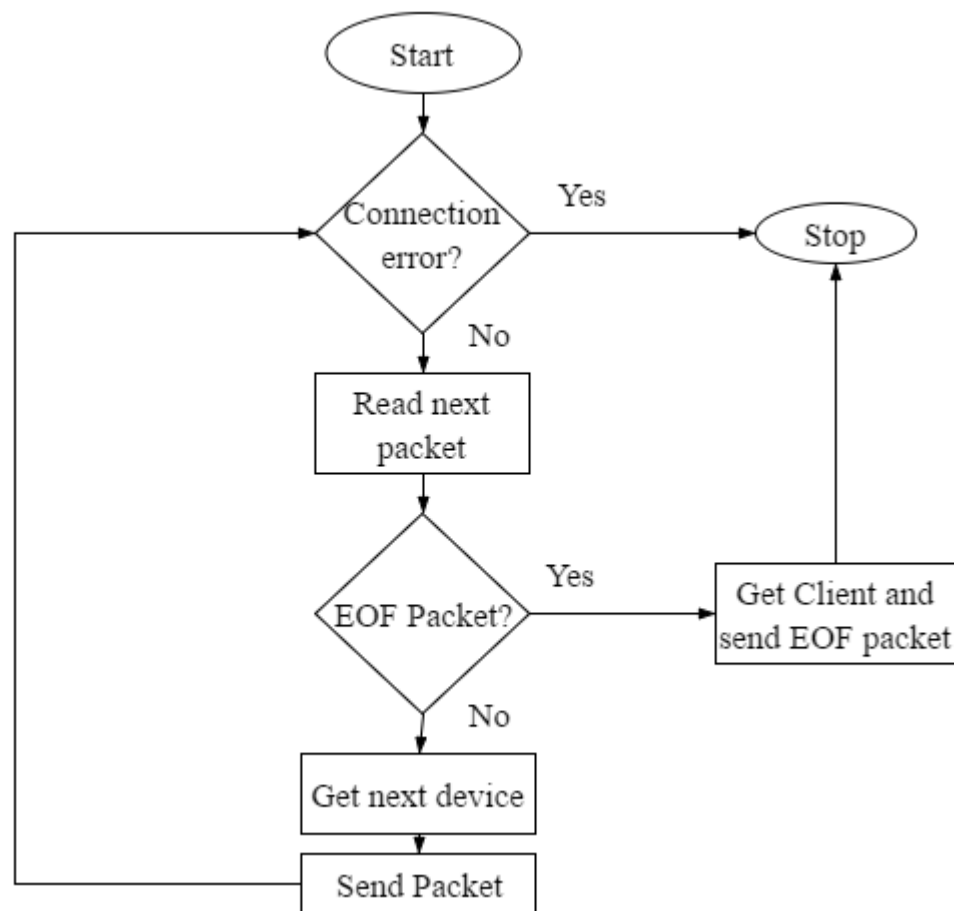 Start
Yes
Connection
error?
Stop
No
Read next
packet
Yes
EOF Packet?
Get Client and
send EOF packet
No
Get next device
Send Packet